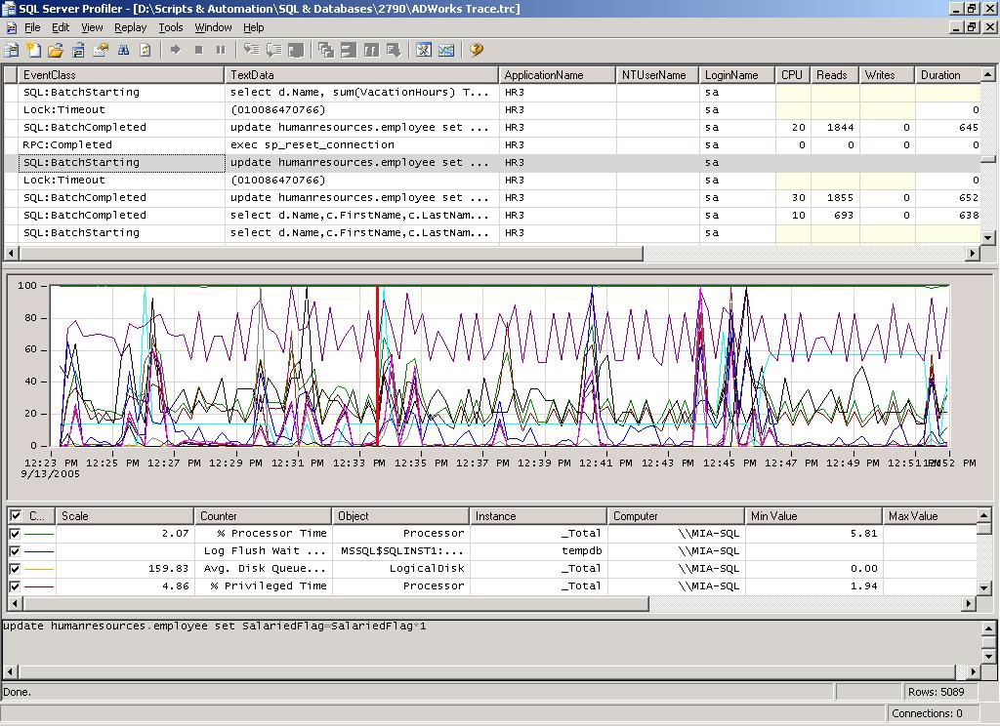 SQL Server Profiler - [D:\Scripts & Automation\SQL & Databases\2790\ADWorks Trace.trc]
File Edit View Replay Tools Window Help
EventClass TextData ApplicationName NTUserName LoginName CPU Reads Writes Duration
SQL:BatchStarting select d.Name, sum(VacationHours) T... HR3 sa
Lock:Timeout (010086470766) HR3 sa 0
SQL:BatchCompleted update humanresources.employee set ... HR3 sa 20 1844 0 645
RPC:Completed exec sp_reset_connection HR3 sa 0 0 0 0
SQL:BatchStarting update humanresources.employee set ... HR3 sa
Lock:Timeout (010086470766) HR3 sa 0
SQL:BatchCompleted update humanresources.employee set ... HR3 sa 30 1855 0 652
SQL:BatchCompleted select d.Name,c.FirstName,c.LastNam... HR3 sa 10 693 0 638
SQL:BatchStarting select d.Name,c.FirstName,c.LastNam... HR3 sa
100
80
60
40
20
0
12:23 PM 12:25 PM 12:27 PM 12:29 PM 12:31 PM 12:33 PM 12:35 PM 12:37 PM 12:39 PM 12:41 PM 12:43 PM 12:45 PM 12:47 PM 12:49 PM 12:51 PM 12:52 PM
9/13/2005
C... Scale Counter Object Instance Computer Min Value Max Value
2.07 % Processor Time Processor _Total \\MIA-SQL 5.81
Log Flush Wait ... MSSQL$SQLINST1:... tempdb \\MIA-SQL
159.83 Avg. Disk Queue... LogicalDisk _Total \\MIA-SQL 0.00
4.86 % Privileged Time Processor _Total \\MIA-SQL 1.94
update humanresources.employee set SalariedFlag=SalariedFlag*1
Done. Rows: 5089
Connections: 0